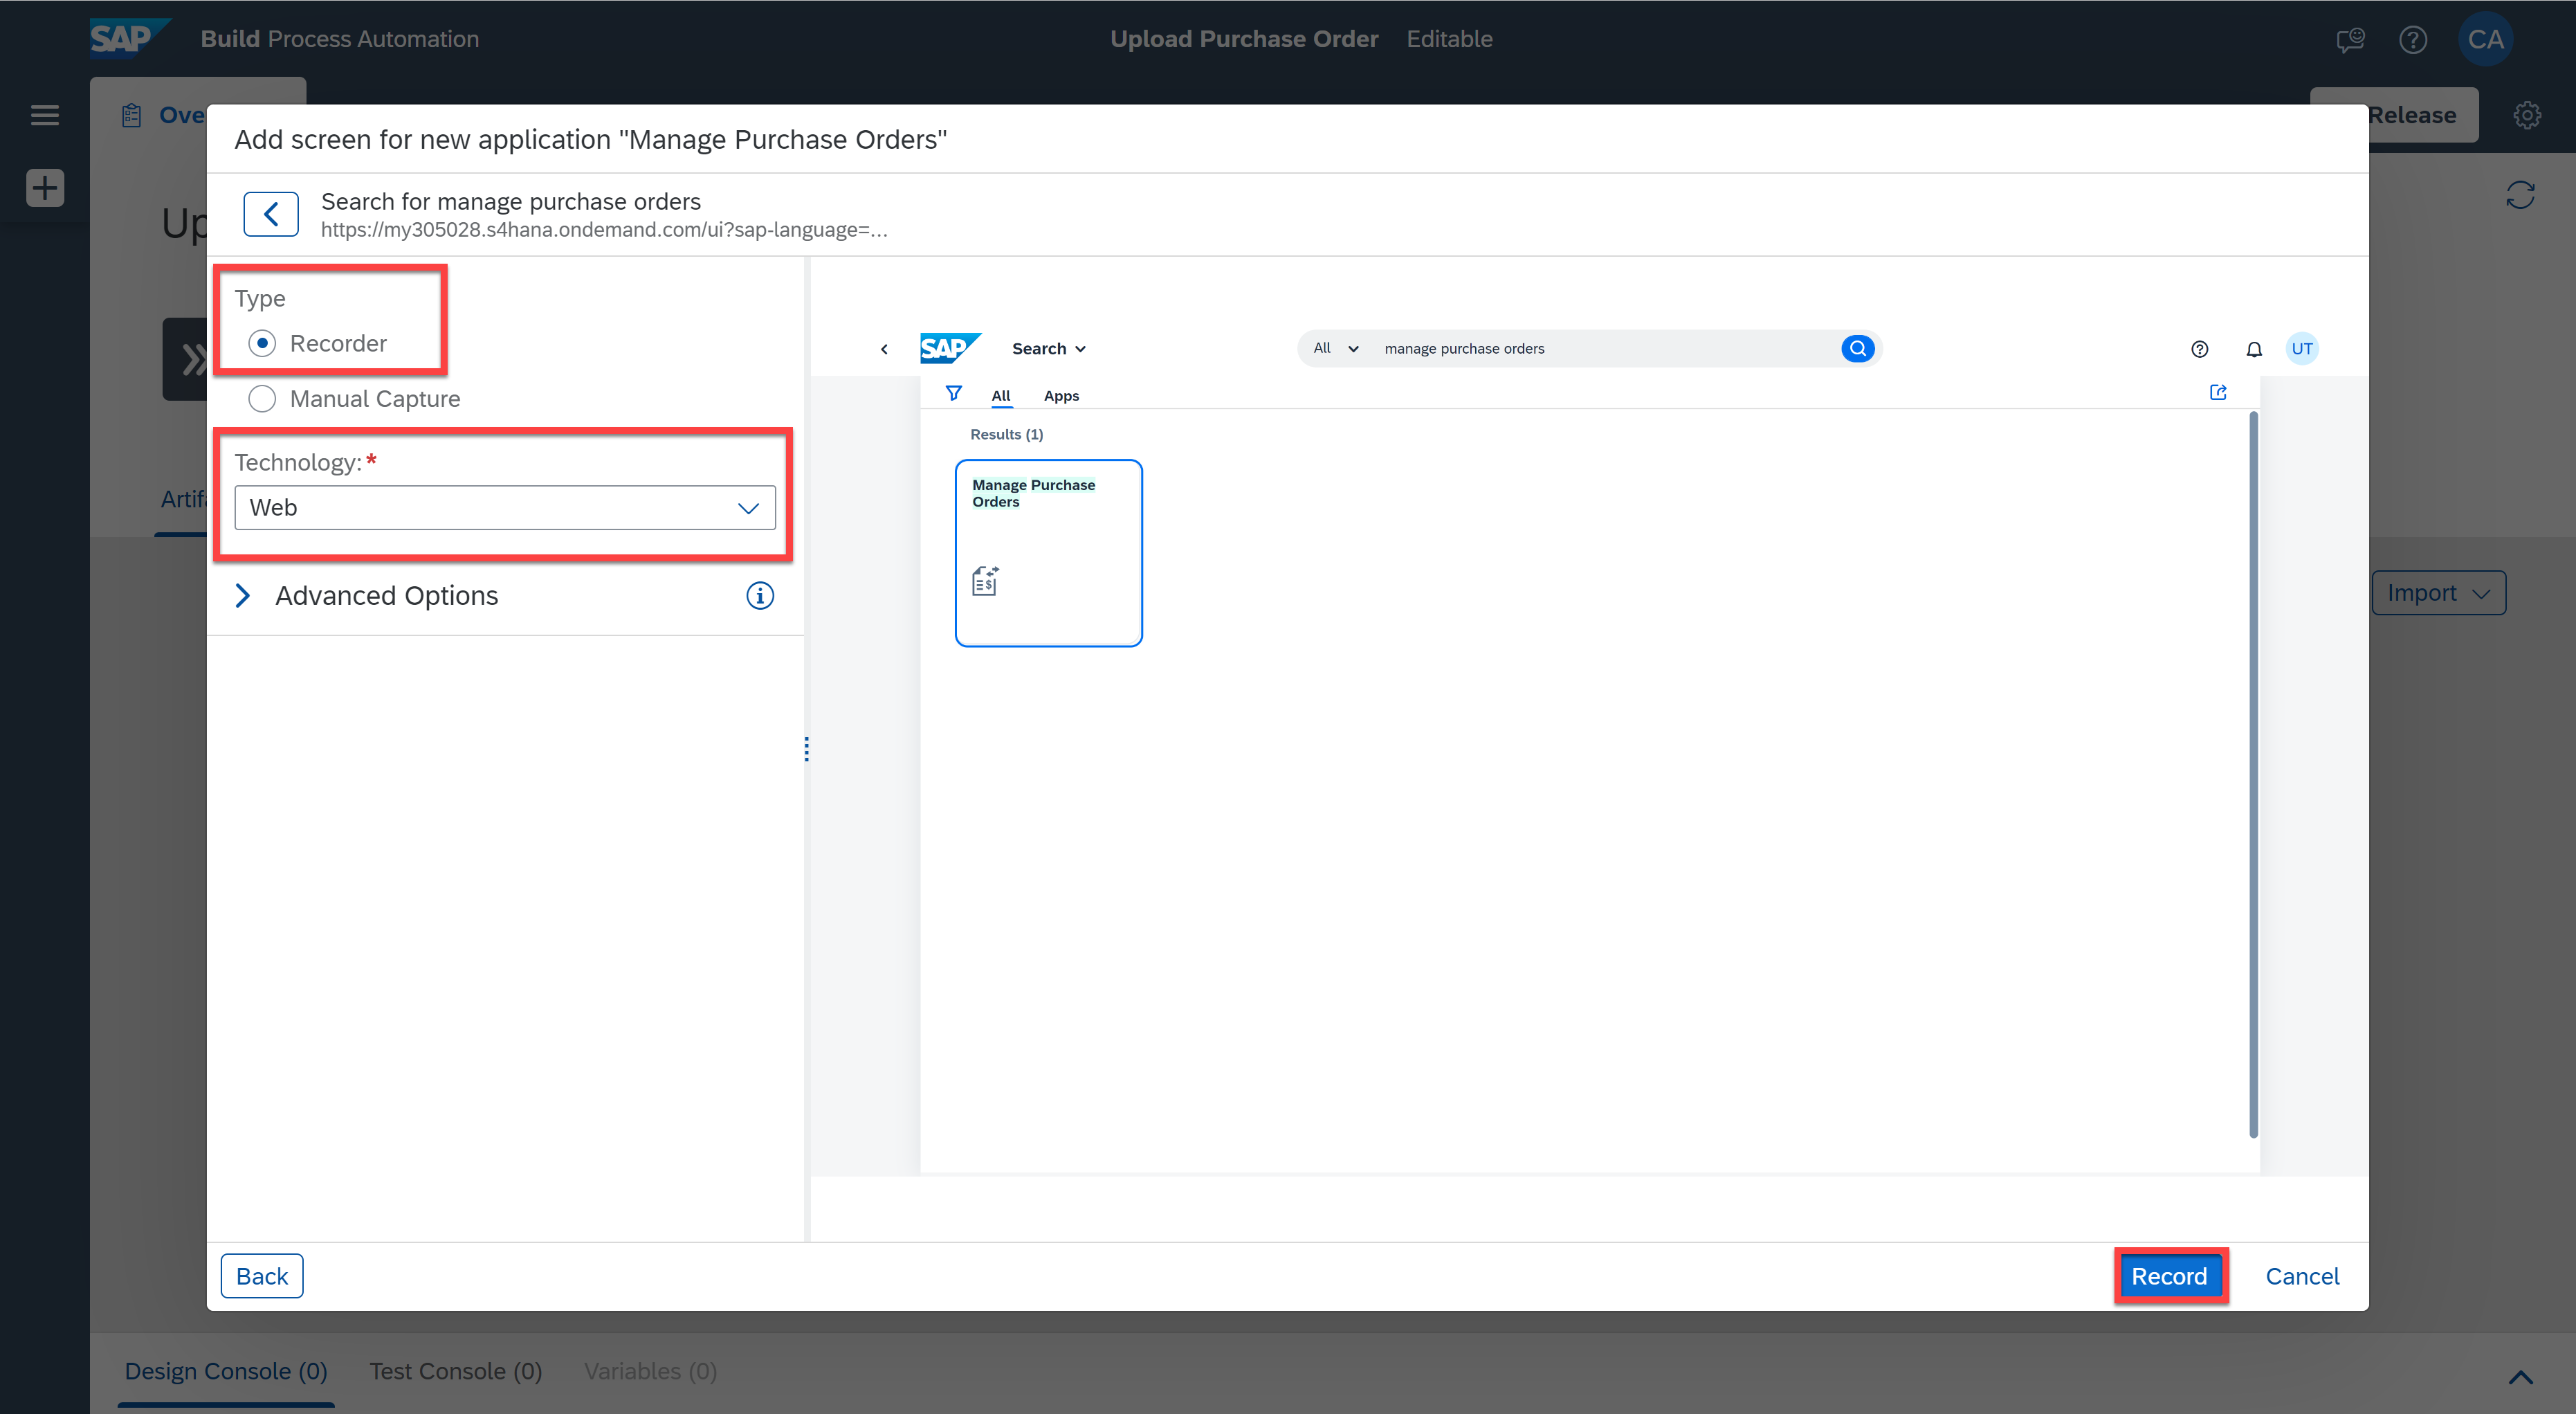 SAP Build Process Automation
Upload Purchase Order Editable
CA
Ove
Release
Add screen for new application "Manage Purchase Orders"
Search for manage purchase orders
https://my305028.s4hana.ondemand.com/ui?sap-language=...
Up
Type
Recorder
Manual Capture
Technology:*
Web
Artif
Advanced Options
SAP Search All manage purchase orders UT
All Apps
Results (1)
Manage Purchase
Orders
Import
Back
Record Cancel
Design Console (0) Test Console (0) Variables (0)